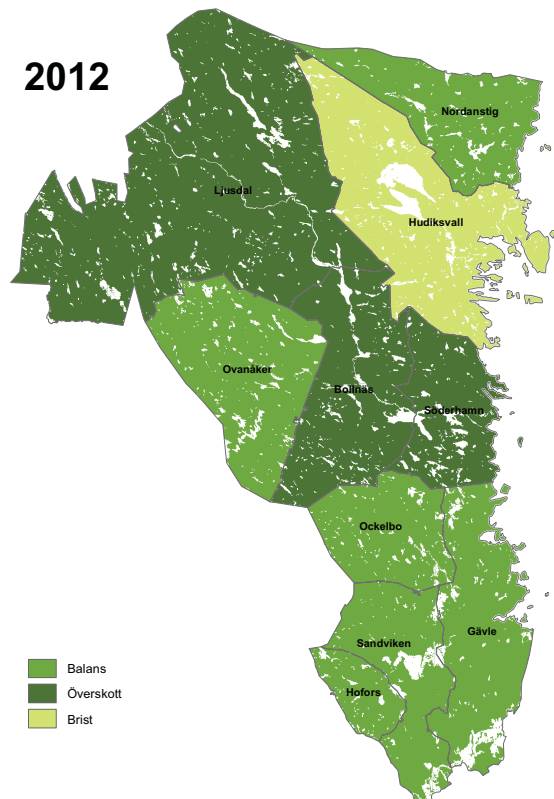 2012
Nordanstig
Ljusdal
Hudiksvall
Ovanåker
Bollnäs
Söderhamn
Ockelbo
Gävle
Sandviken
Hofors
Balans
Överskott
Brist